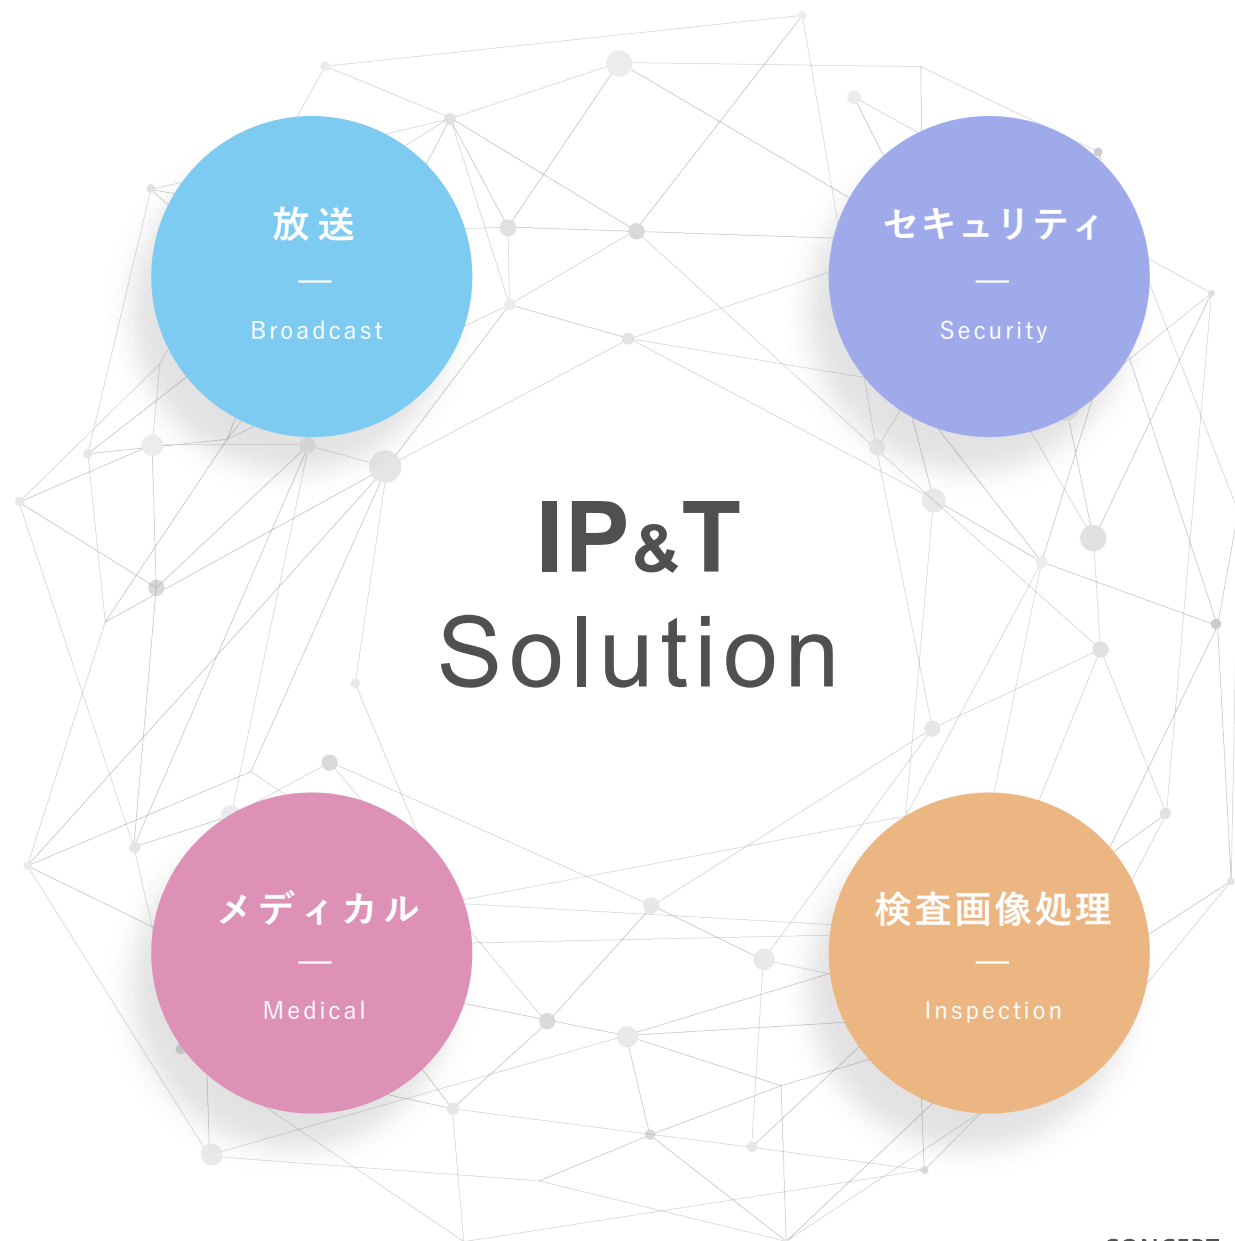 放送
Broadcast
セキュリティ
Security
IP&T
Solution
メディカル
Medical
検査画像処理
Inspection
CONCEPT